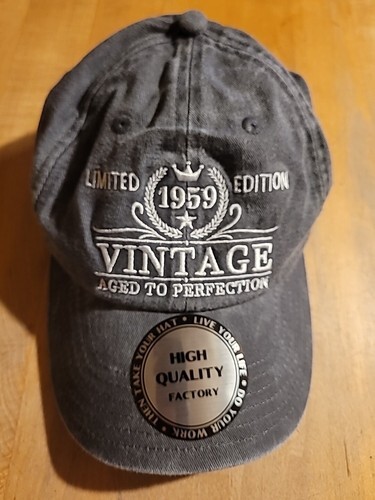 LIMITED 1959 EDITION
VINTAGE
AGED TO PERFECTION
THEN TAKE YOUR HAT • LIVE YOUR LIFE • DO YOUR WORK •
HIGH
QUALITY
FACTORY